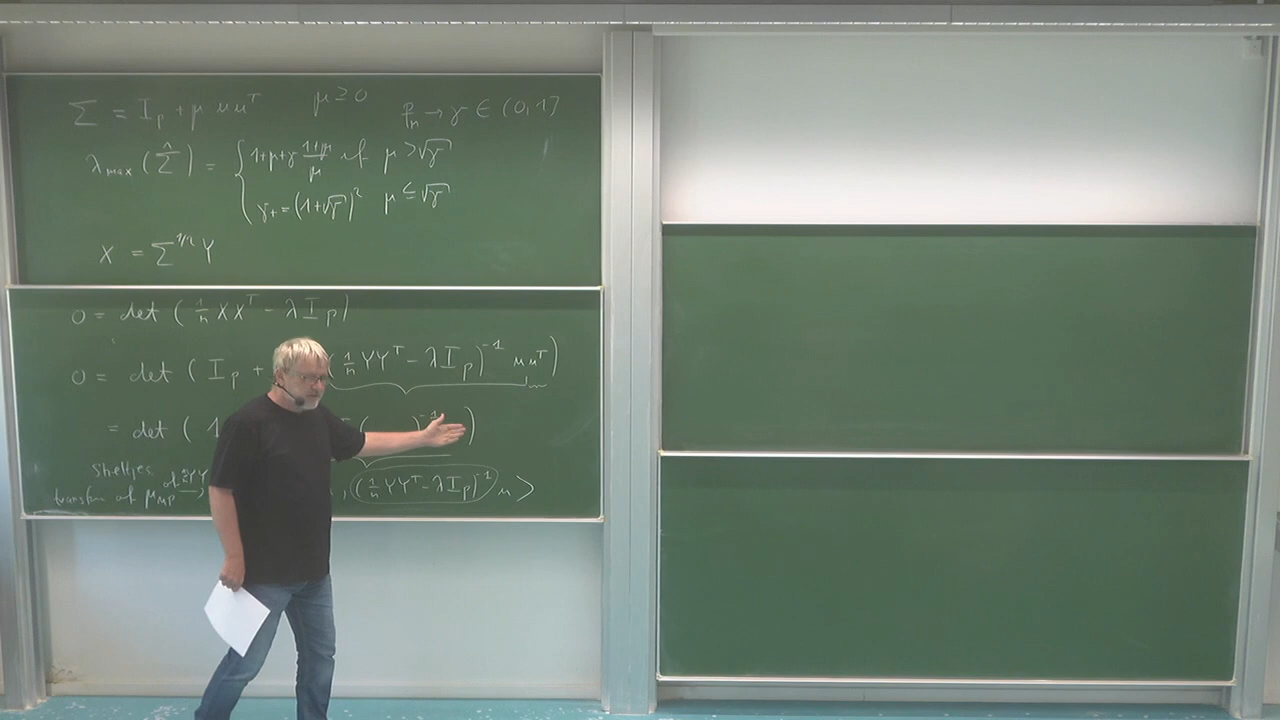 Σ = I_p + μ u u^T μ ≥ 0 p/n → γ ∈ (0,1]
λ_max (Σ̂) = { 1+μ+γ (1+μ)/μ if μ > √γ
γ_+ = (1+√γ)² μ ≤ √γ
X = Σ^{1/2} Y
0 = det ( 1/n X X^T - λ I_p )
0 = det ( I_p + ( 1/n Y Y^T - λ I_p )^{-1} u u^T )
= det ( 1 ^T ( )^{-1} )
Stieltjes
transform of μ_MP → , ( 1/n Y Y^T - λ I_p )^{-1} u >